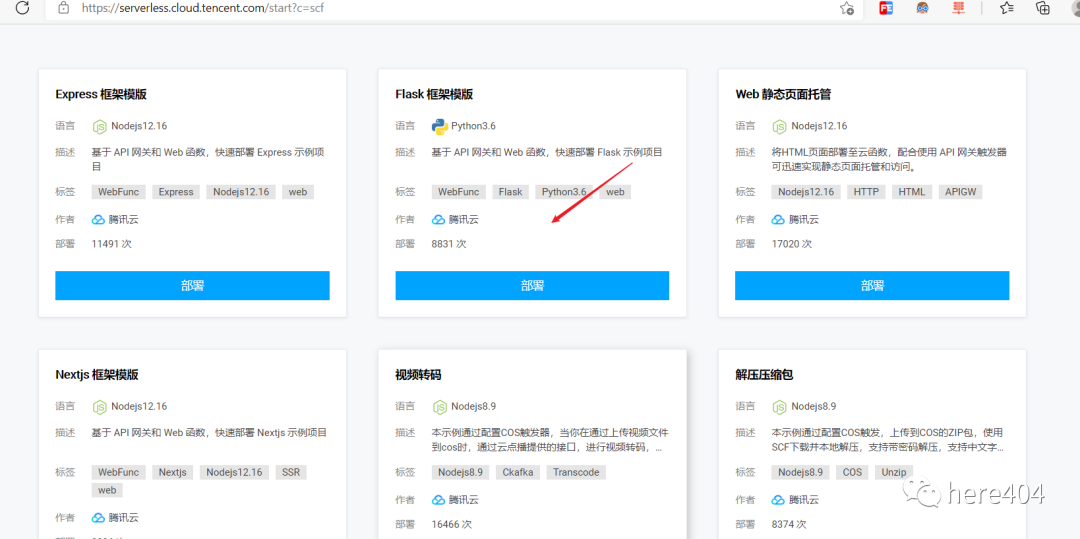 https://serverless.cloud.tencent.com/start?c=scf
Express 框架模版
语言 Nodejs12.16
描述 基于 API 网关和 Web 函数，快速部署 Express 示例项
目
标签 WebFunc Express Nodejs12.16 web
作者 腾讯云
部署 11491 次
部署
Flask 框架模版
语言 Python3.6
描述 基于 API 网关和 Web 函数，快速部署 Flask 示例项目
标签 WebFunc Flask Python3.6 web
作者 腾讯云
部署 8831 次
部署
Web 静态页面托管
语言 Nodejs12.16
描述 将HTML页面部署至云函数，配合使用 API 网关触发器
可迅速实现静态页面托管和访问。
标签 Nodejs12.16 HTTP HTML APIGW
作者 腾讯云
部署 17020 次
部署
Nextjs 框架模版
语言 Nodejs12.16
描述 基于 API 网关和 Web 函数，快速部署 Nextjs 示例项目
标签 WebFunc Nextjs Nodejs12.16 SSR
web
作者 腾讯云
视频转码
语言 Nodejs8.9
描述 本示例通过配置COS触发器，当你在通过上传视频文件
到cos时，通过云点播提供的接口，进行视频转码，...
标签 Nodejs8.9 Ckafka Transcode
作者 腾讯云
部署 16466 次
解压压缩包
语言 Nodejs8.9
描述 本示例通过配置COS触发，上传到COS的ZIP包，使用
SCF下载并本地解压，支持带密码解压，支持中文字...
标签 Nodejs8.9 COS Unzip
作者 腾讯云
部署 8374 次
here404